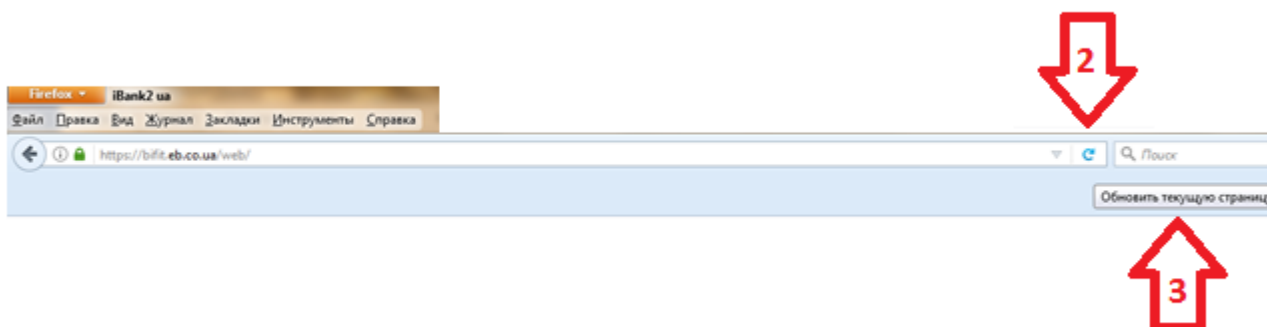 2
Firefox iBank2 ua
Файл Правка Вид Журнал Закладки Инструменты Справка
https://bifit.eb.co.ua/web/ Поиск
Обновить текущую страниц
3